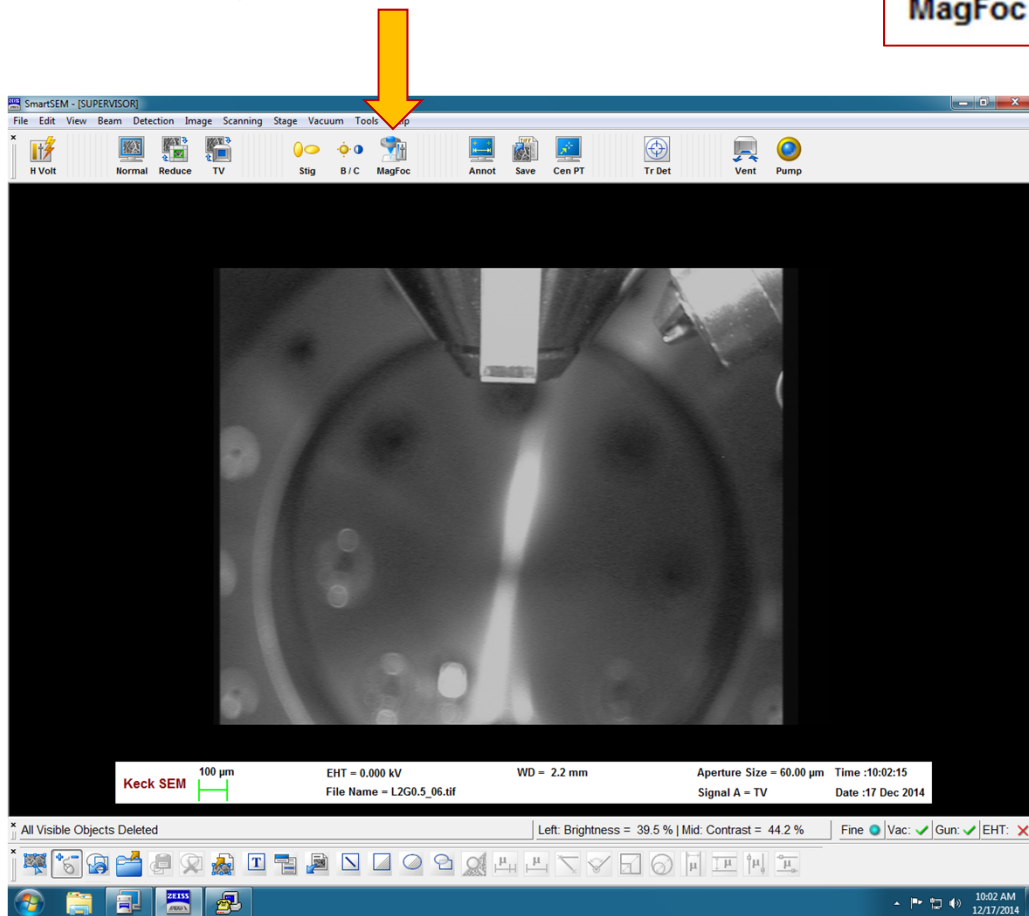 MagFoc
SmartSEM - [SUPERVISOR]
File Edit View Beam Detection Image Scanning Stage Vacuum Tools
H Volt Normal Reduce TV Stig B / C MagFoc Annot Save Cen PT Tr Det Vent Pump
Keck SEM
100 µm
EHT = 0.000 kV WD = 2.2 mm Aperture Size = 60.00 µm Time :10:02:15
File Name = L2G0.5_06.tif Signal A = TV Date :17 Dec 2014
All Visible Objects Deleted Left: Brightness = 39.5 % | Mid: Contrast = 44.2 % Fine Vac: Gun: EHT:
ZEISS
10:02 AM
12/17/2014